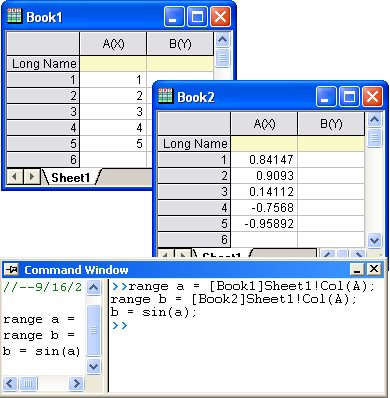 Book1
A(X) B(Y)
Long Name
1 1
2 2
3 3
4 4
5 5
6
Sheet1
Book2
A(X) B(Y)
Long Name
1 0.84147
2 0.9093
3 0.14112
4 -0.7568
5 -0.95892
6
Sheet1
Command Window
//--9/16/2
range a =
range b =
b = sin(a)
>>range a = [Book1]Sheet1!Col(A);
range b = [Book2]Sheet1!Col(A);
b = sin(a);
>>